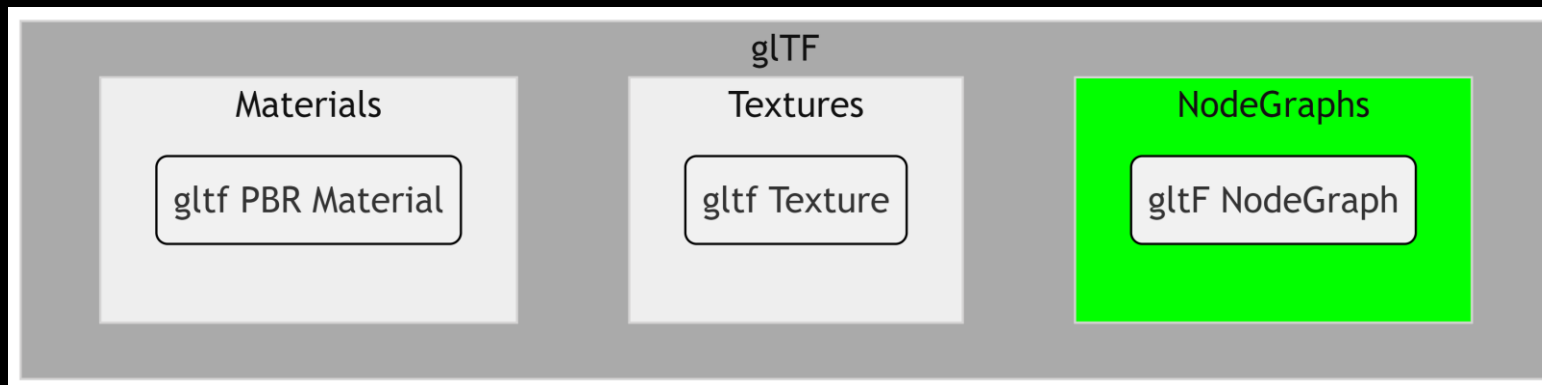 glTF
Materials
Textures
NodeGraphs
gltf PBR Material
gltf Texture
gltF NodeGraph